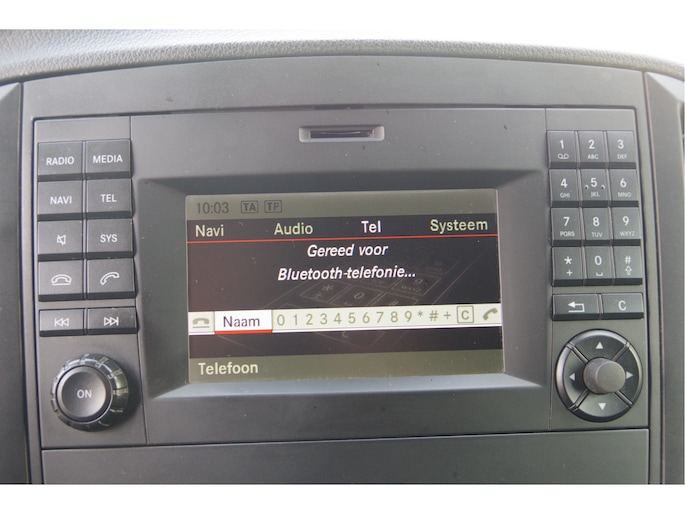 RADIO MEDIA
NAVI TEL
SYS
ON
10:03 TA TP
Navi Audio Tel Systeem
Gereed voor
Bluetooth-telefonie...
Naam 0 1 2 3 4 5 6 7 8 9 * # + C
Telefoon
1 2 3
ABC DEF
4 5 6
GHI JKL MNO
7 8 9
PQRS TUV WXYZ
* 0 #
+
C